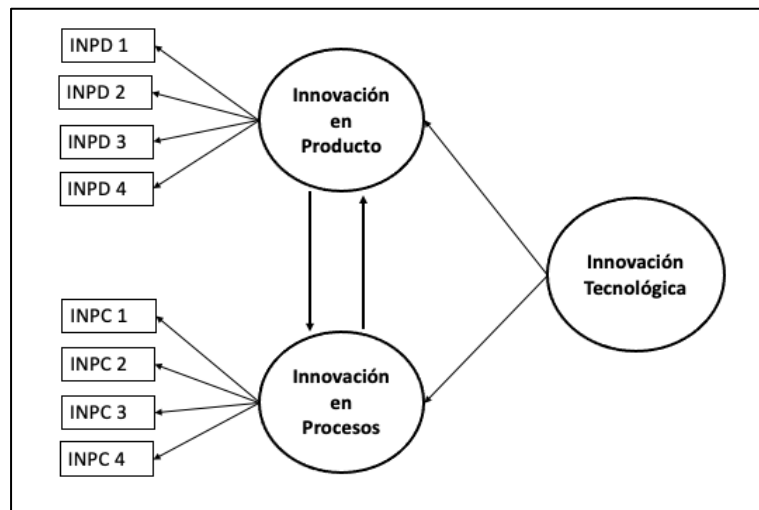 INPD 1
INPD 2
INPD 3
INPD 4
Innovación
en
Producto
Innovación
Tecnológica
INPC 1
INPC 2
INPC 3
INPC 4
Innovación
en
Procesos